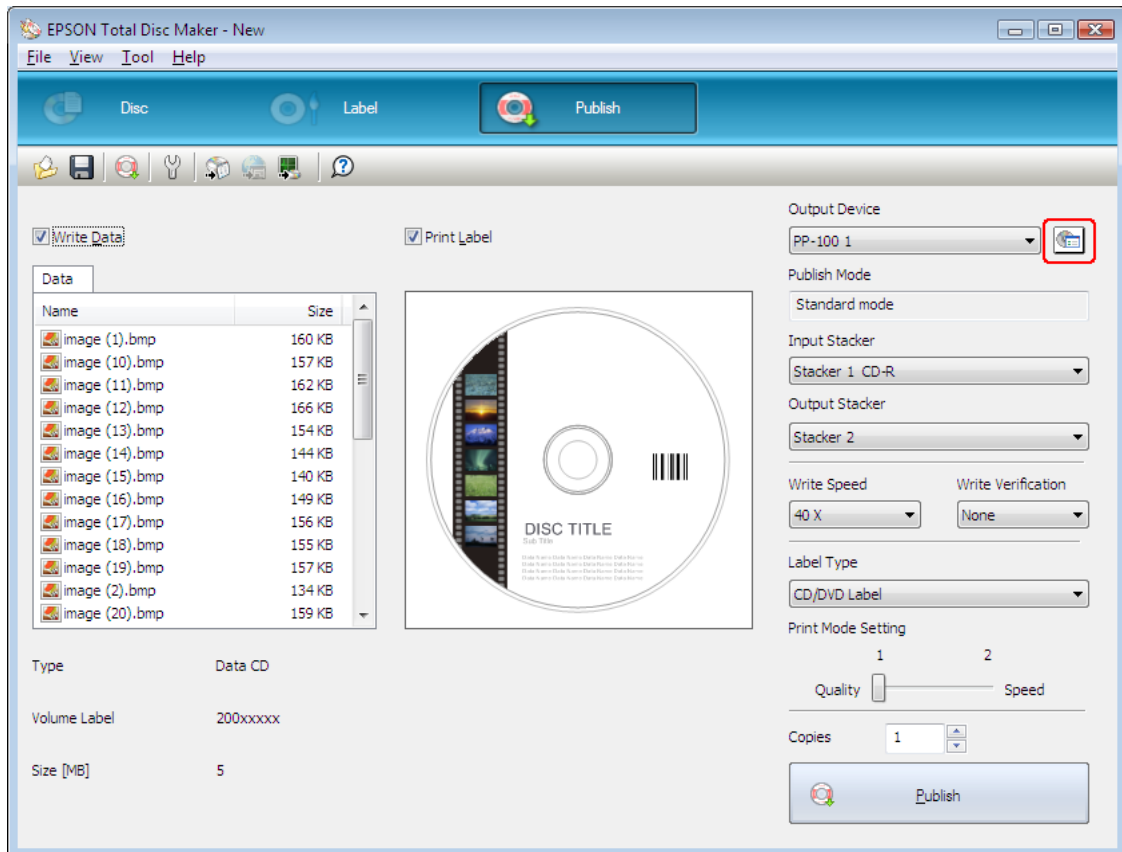 EPSON Total Disc Maker - New
File View Tool Help
Disc Label Publish
Write Data
Data
Name Size
image (1).bmp 160 KB
image (10).bmp 157 KB
image (11).bmp 162 KB
image (12).bmp 166 KB
image (13).bmp 154 KB
image (14).bmp 144 KB
image (15).bmp 140 KB
image (16).bmp 149 KB
image (17).bmp 156 KB
image (18).bmp 155 KB
image (19).bmp 157 KB
image (2).bmp 134 KB
image (20).bmp 159 KB
Type Data CD
Volume Label 200xxxxx
Size [MB] 5
Print Label
DISC TITLE
Sub Title
Output Device
PP-100 1
Publish Mode
Standard mode
Input Stacker
Stacker 1 CD-R
Output Stacker
Stacker 2
Write Speed Write Verification
40 X None
Label Type
CD/DVD Label
Print Mode Setting
1 2
Quality Speed
Copies 1
Publish